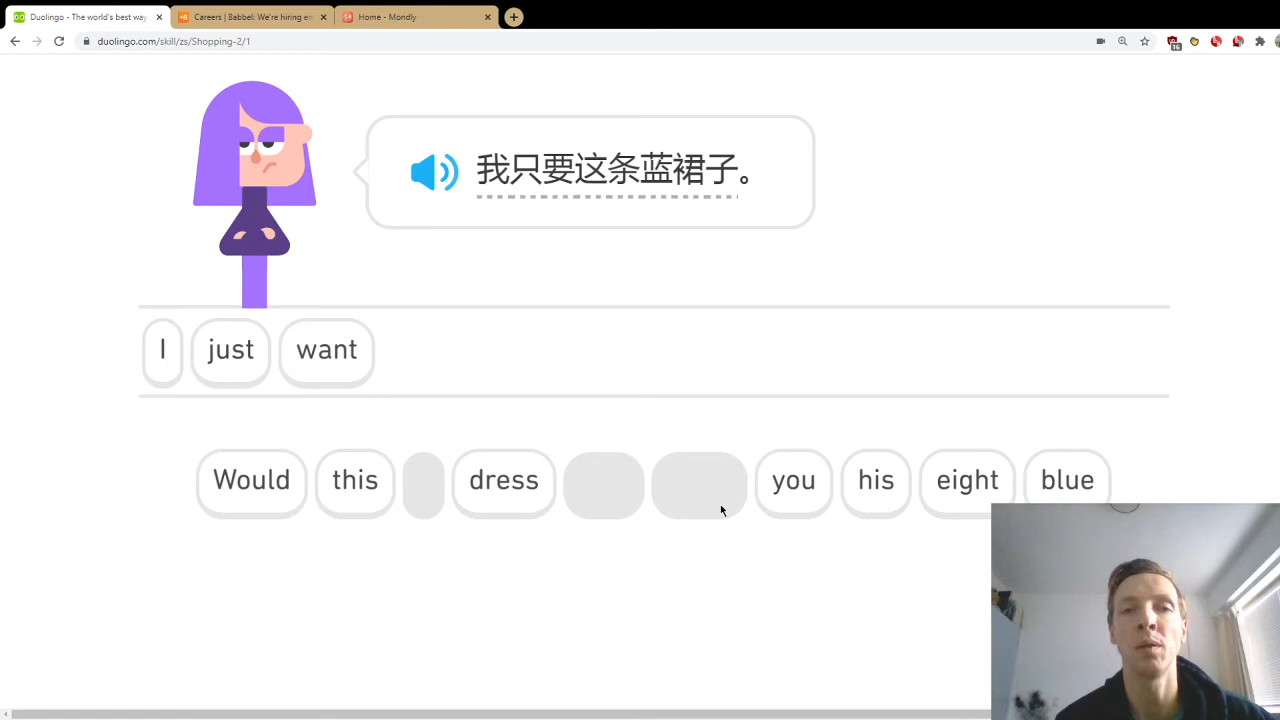 Duolingo - The world's best way
Careers | Babbel: We're hiring en
Home - Mondly
duolingo.com/skill/zs/Shopping-2/1
16
我只要这条蓝裙子。
I just want
Would this dress you his eight blue